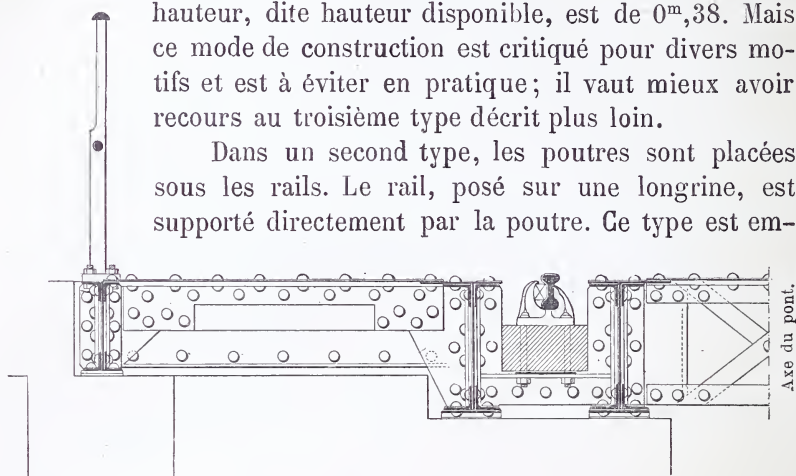 hauteur, dite hauteur disponible, est de 0ᵐ,38. Mais
ce mode de construction est critiqué pour divers mo-
tifs et est à éviter en pratique; il vaut mieux avoir
recours au troisième type décrit plus loin.
Dans un second type, les poutres sont placées
sous les rails. Le rail, posé sur une longrine, est
supporté directement par la poutre. Ce type est em-
Axe du pont.